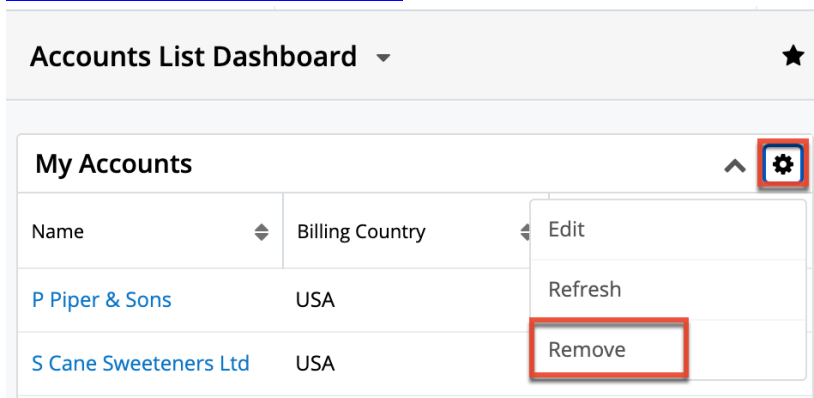 Accounts List Dashboard
My Accounts
Name Billing Country
Edit
Refresh
Remove
P Piper & Sons USA
S Cane Sweeteners Ltd USA